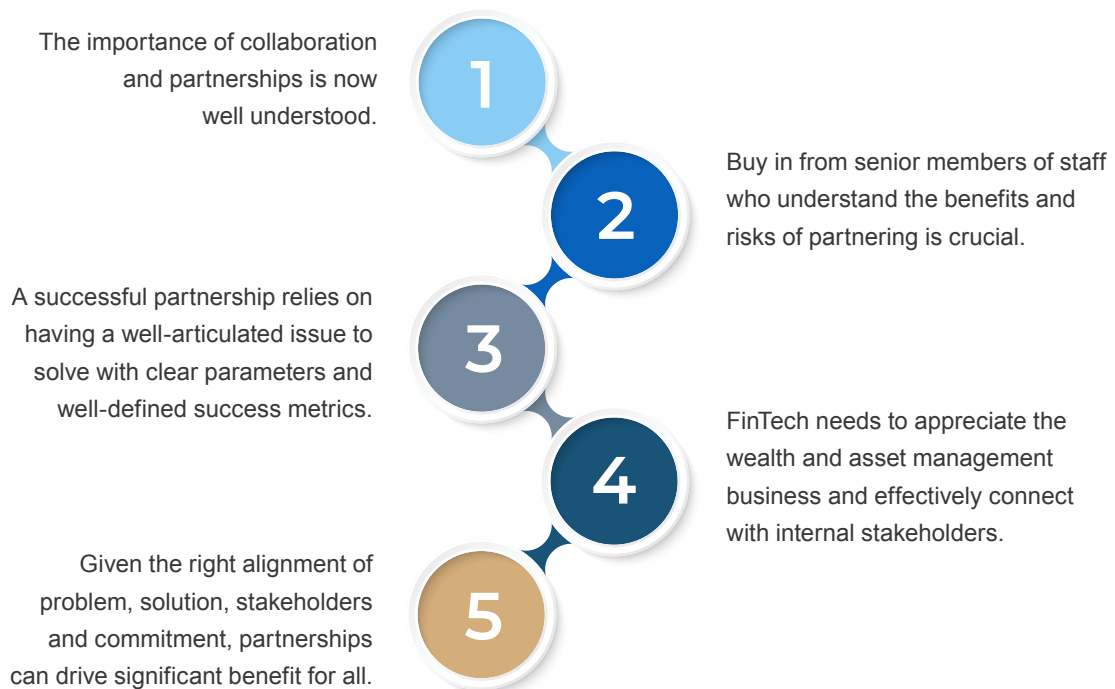 1
The importance of collaboration
and partnerships is now
well understood.
2
Buy in from senior members of staff
who understand the benefits and
risks of partnering is crucial.
3
A successful partnership relies on
having a well-articulated issue to
solve with clear parameters and
well-defined success metrics.
4
FinTech needs to appreciate the
wealth and asset management
business and effectively connect
with internal stakeholders.
5
Given the right alignment of
problem, solution, stakeholders
and commitment, partnerships
can drive significant benefit for all.